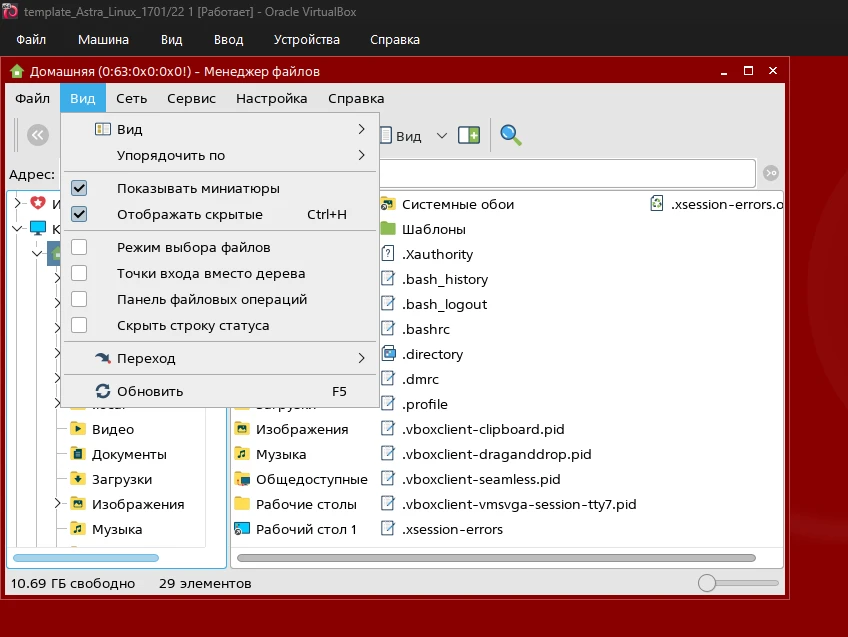 template_Astra_Linux_1701/22 1 [Работает] - Oracle VirtualBox
Файл Машина Вид Ввод Устройства Справка
Домашняя (0:63:0x0:0x0!) - Менеджер файлов
Файл Вид Сеть Сервис Настройка Справка
Вид
Упорядочить по
Показывать миниатюры
Отображать скрытые Ctrl+H
Режим выбора файлов
Точки входа вместо дерева
Панель файловых операций
Скрыть строку статуса
Переход
Обновить F5
Вид
Адрес:
Видео
Документы
Загрузки
Изображения
Музыка
Загрузки
Изображения
Музыка
Общедоступные
Рабочие столы
Рабочий стол 1
Системные обои
Шаблоны
.Xauthority
.bash_history
.bash_logout
.bashrc
.directory
.dmrc
.profile
.vboxclient-clipboard.pid
.vboxclient-draganddrop.pid
.vboxclient-seamless.pid
.vboxclient-vmsvga-session-tty7.pid
.xsession-errors
.xsession-errors.o
10.69 ГБ свободно 29 элементов